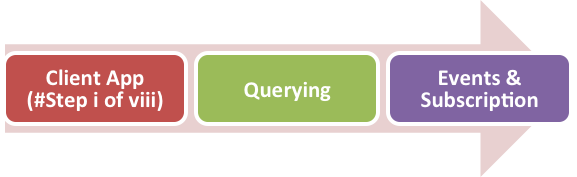 Client App
(#Step i of viii)
Querying
Events &
Subscription